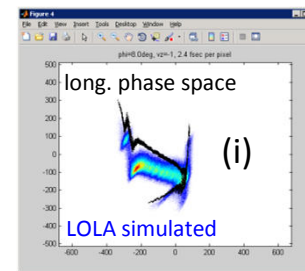 Figure 4
File Edit View Insert Tools Desktop Window Help
phi=8.0deg, vz=-1, 2.4 fsec per pixel
500
400
300
200
100
0
-100
-200
-300
-400
-500
long. phase space
(i)
LOLA simulated
-600 -400 -200 0 200 400 600